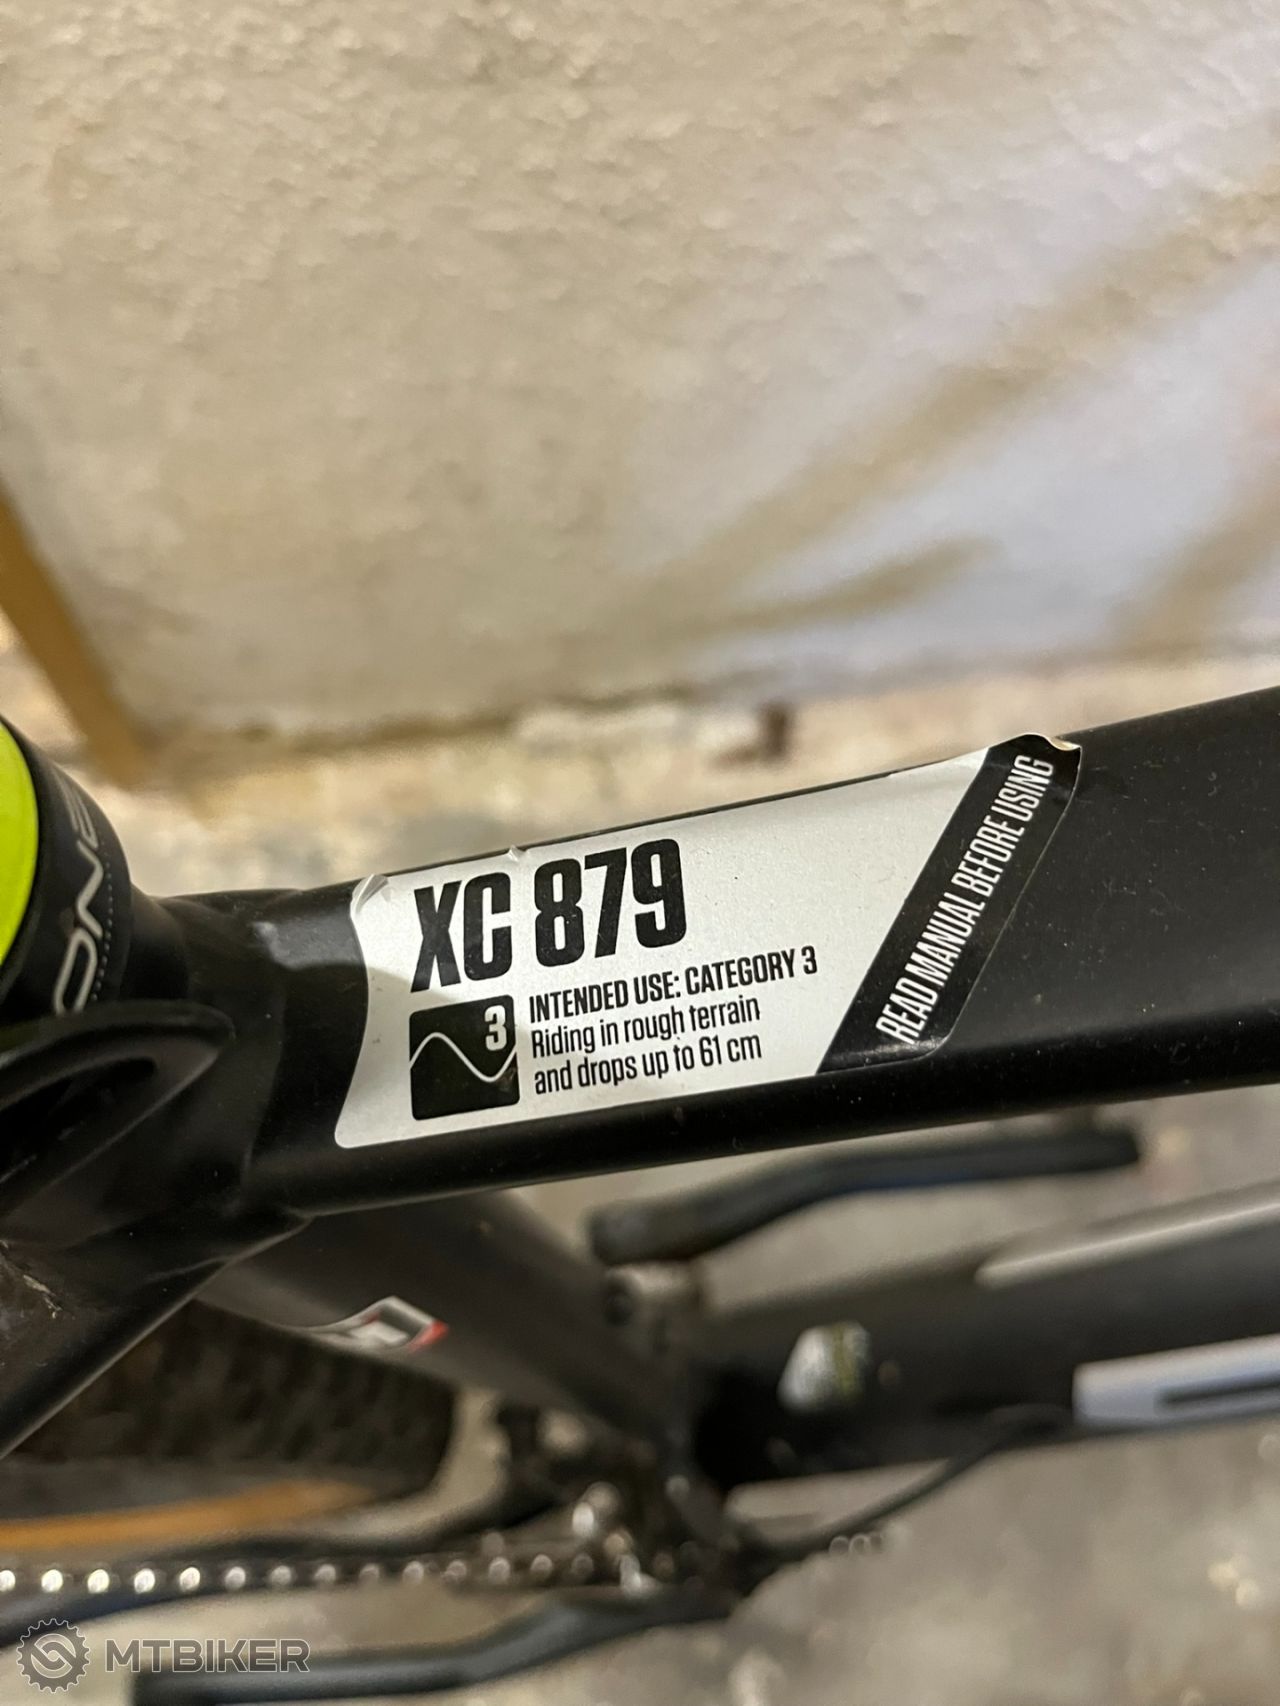 XC 879
3
INTENDED USE: CATEGORY 3
Riding in rough terrain
and drops up to 61 cm
READ MANUAL BEFORE USING
ONE
MTBIKER